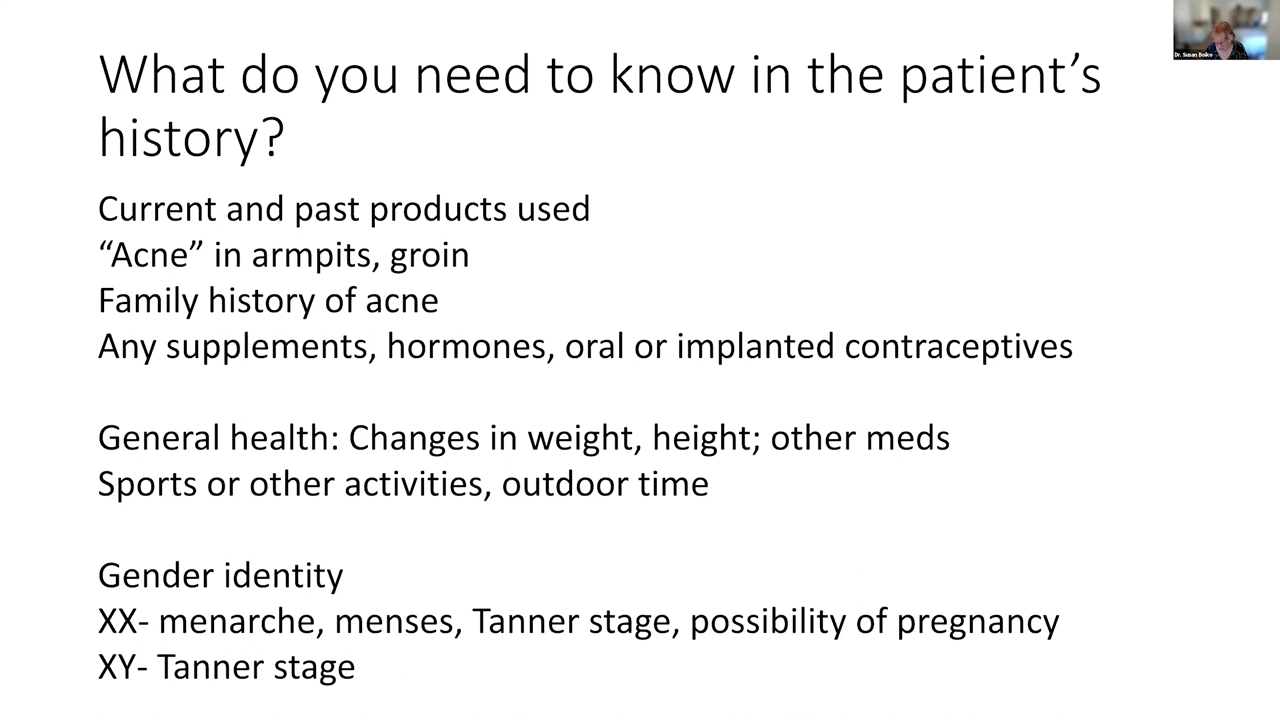 Dr. Susan Boiko
What do you need to know in the patient’s
history?
Current and past products used
“Acne” in armpits, groin
Family history of acne
Any supplements, hormones, oral or implanted contraceptives
General health: Changes in weight, height; other meds
Sports or other activities, outdoor time
Gender identity
XX- menarche, menses, Tanner stage, possibility of pregnancy
XY- Tanner stage